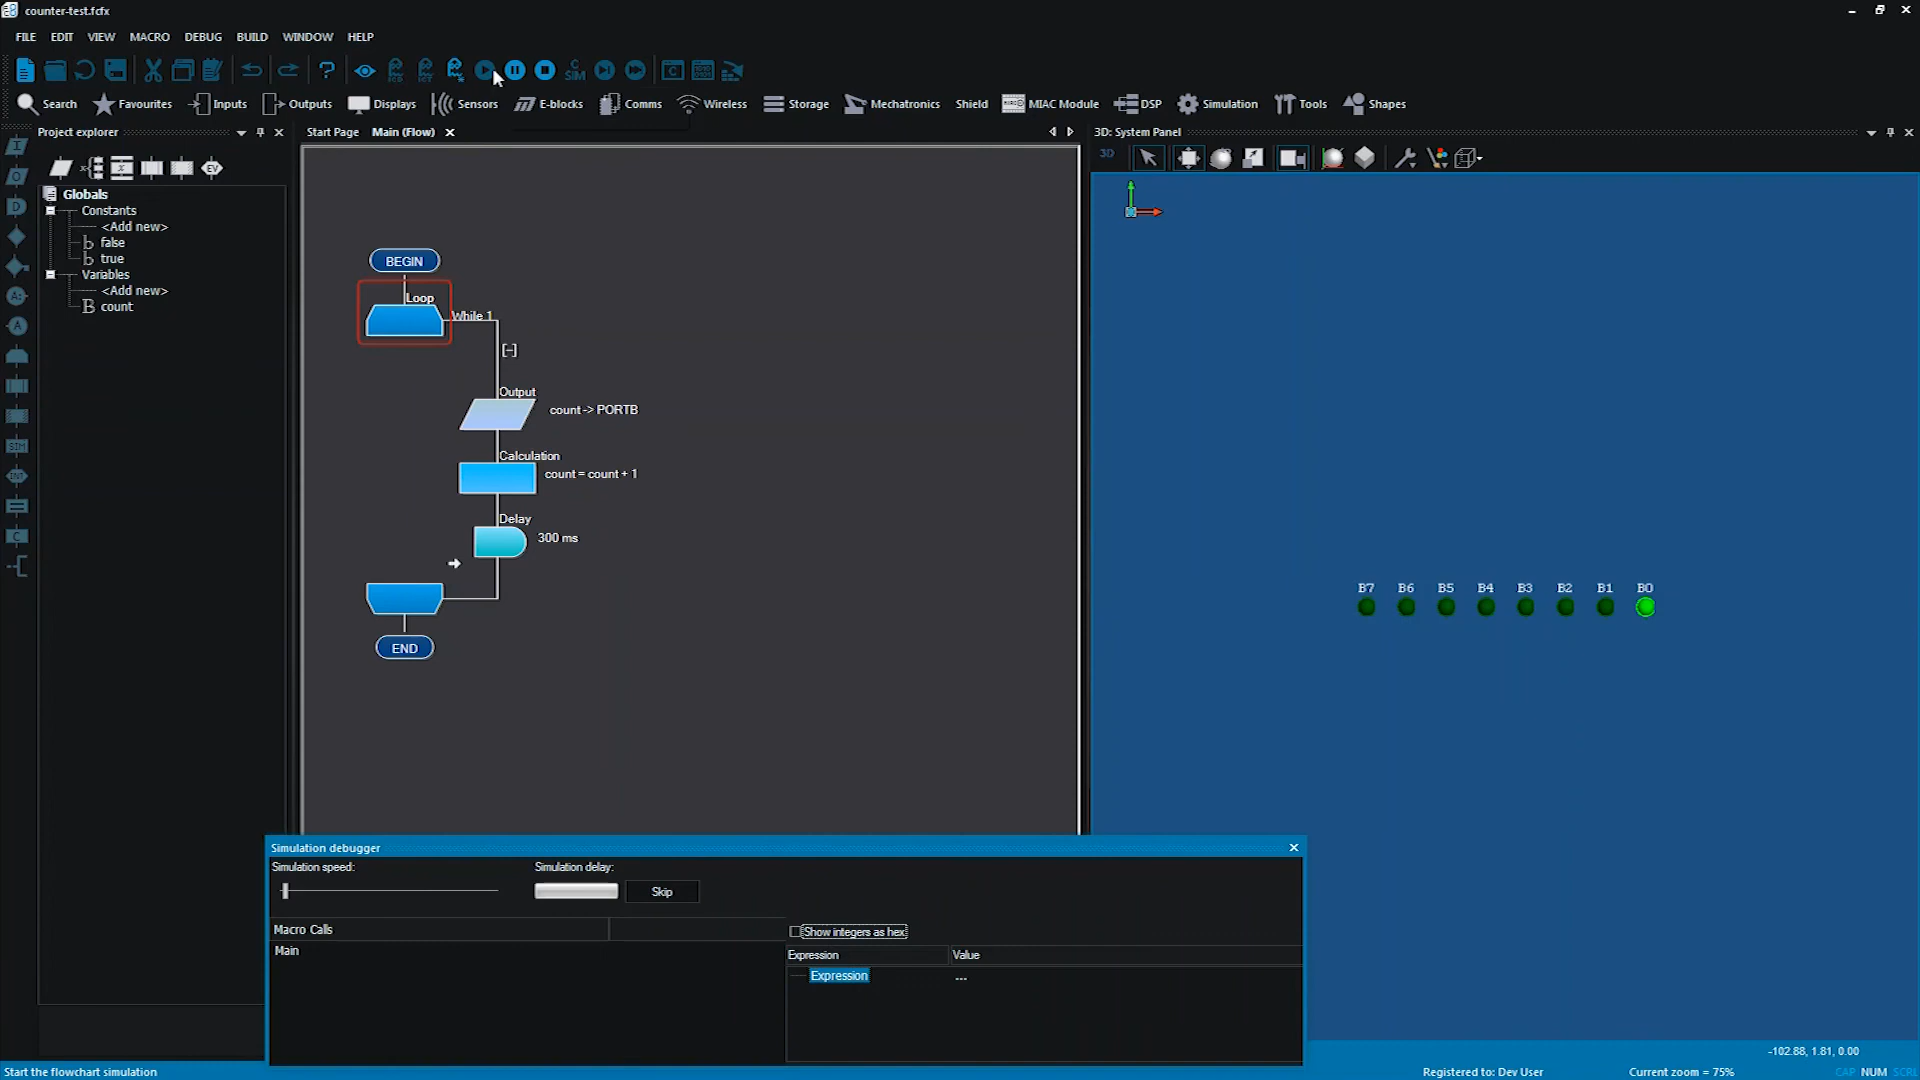 counter-test.fcfx
FILE EDIT VIEW MACRO DEBUG BUILD WINDOW HELP
Search Favourites Inputs Outputs Displays Sensors E-blocks Comms Wireless Storage Mechatronics Shield MIAC Module DSP Simulation Tools Shapes
Project explorer
Start Page Main (Flow)
3D: System Panel
3D
Globals
Constants
<Add new>
false
true
Variables
<Add new>
count
BEGIN
Loop
While 1
[-]
Output
count -> PORTB
Calculation
count = count + 1
Delay
300 ms
END
B7 B6 B5 B4 B3 B2 B1 B0
Simulation debugger
Simulation speed:
Simulation delay:
Skip
Macro Calls
Main
Show integers as hex
Expression Value
Expression ---
-102.88, 1.81, 0.00
Start the flowchart simulation
Registered to: Dev User
Current zoom = 75%
CAP NUM SCRL